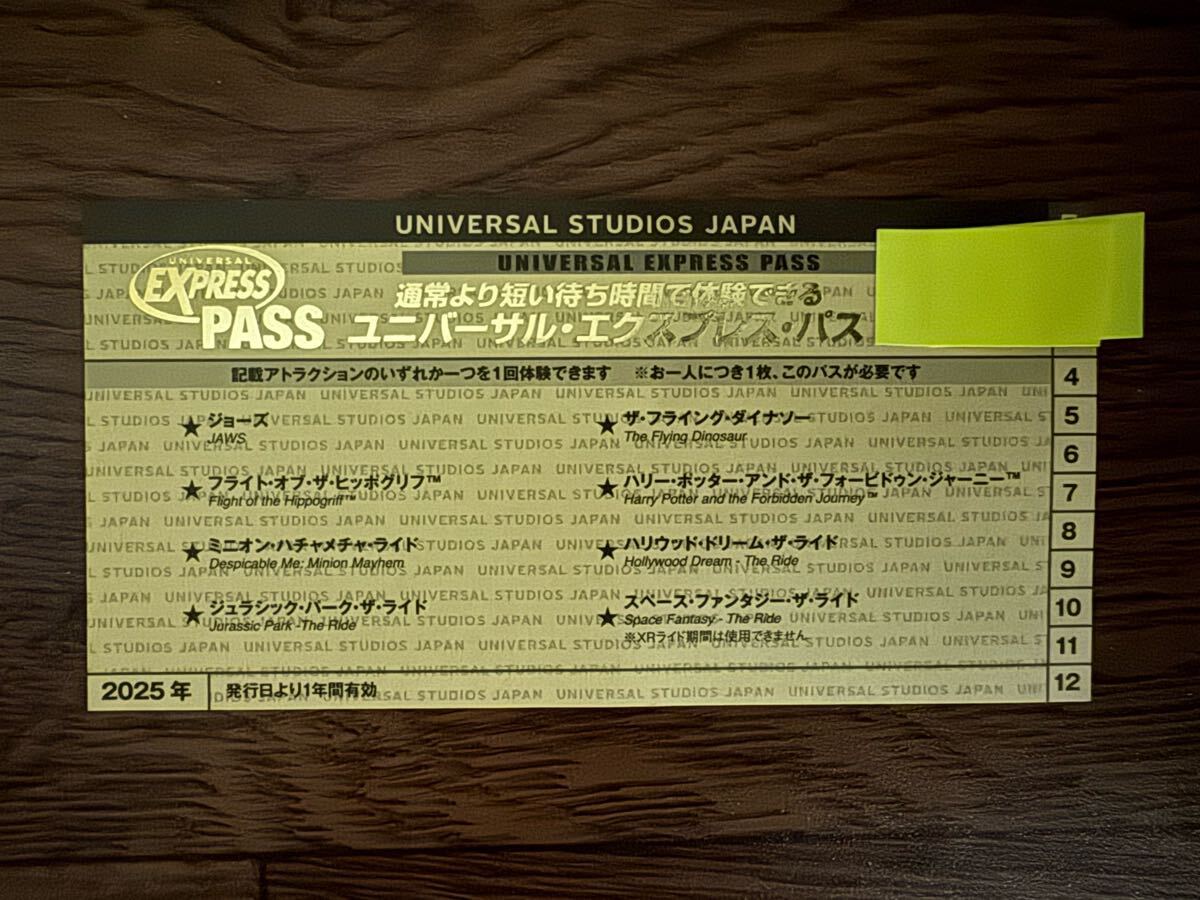 UNIVERSAL STUDIOS JAPAN
UNIVERSAL
EXPRESS
PASS
UNIVERSAL EXPRESS PASS
通常より短い待ち時間で体験できる
ユニバーサル・エクスプレス・パス
記載アトラクションのいずれか一つを1回体験できます ※お一人につき1枚、このパスが必要です
★ ジョーズ
JAWS
★ フライト・オブ・ザ・ヒッポグリフ™
Flight of the Hippogriff™
★ ミニオン・ハチャメチャ・ライド
Despicable Me: Minion Mayhem
★ ジュラシック・パーク・ザ・ライド
Jurassic Park -The Ride
★ ザ・フライング・ダイナソー
The Flying Dinosaur
★ ハリー・ポッター・アンド・ザ・フォービドゥン・ジャーニー™
Harry Potter and the Forbidden Journey™
★ ハリウッド・ドリーム・ザ・ライド
Hollywood Dream - The Ride
★ スペース・ファンタジー・ザ・ライド
Space Fantasy - The Ride
※XRライド期間は使用できません
4
5
6
7
8
9
10
11
12
2025年
発行日より1年間有効